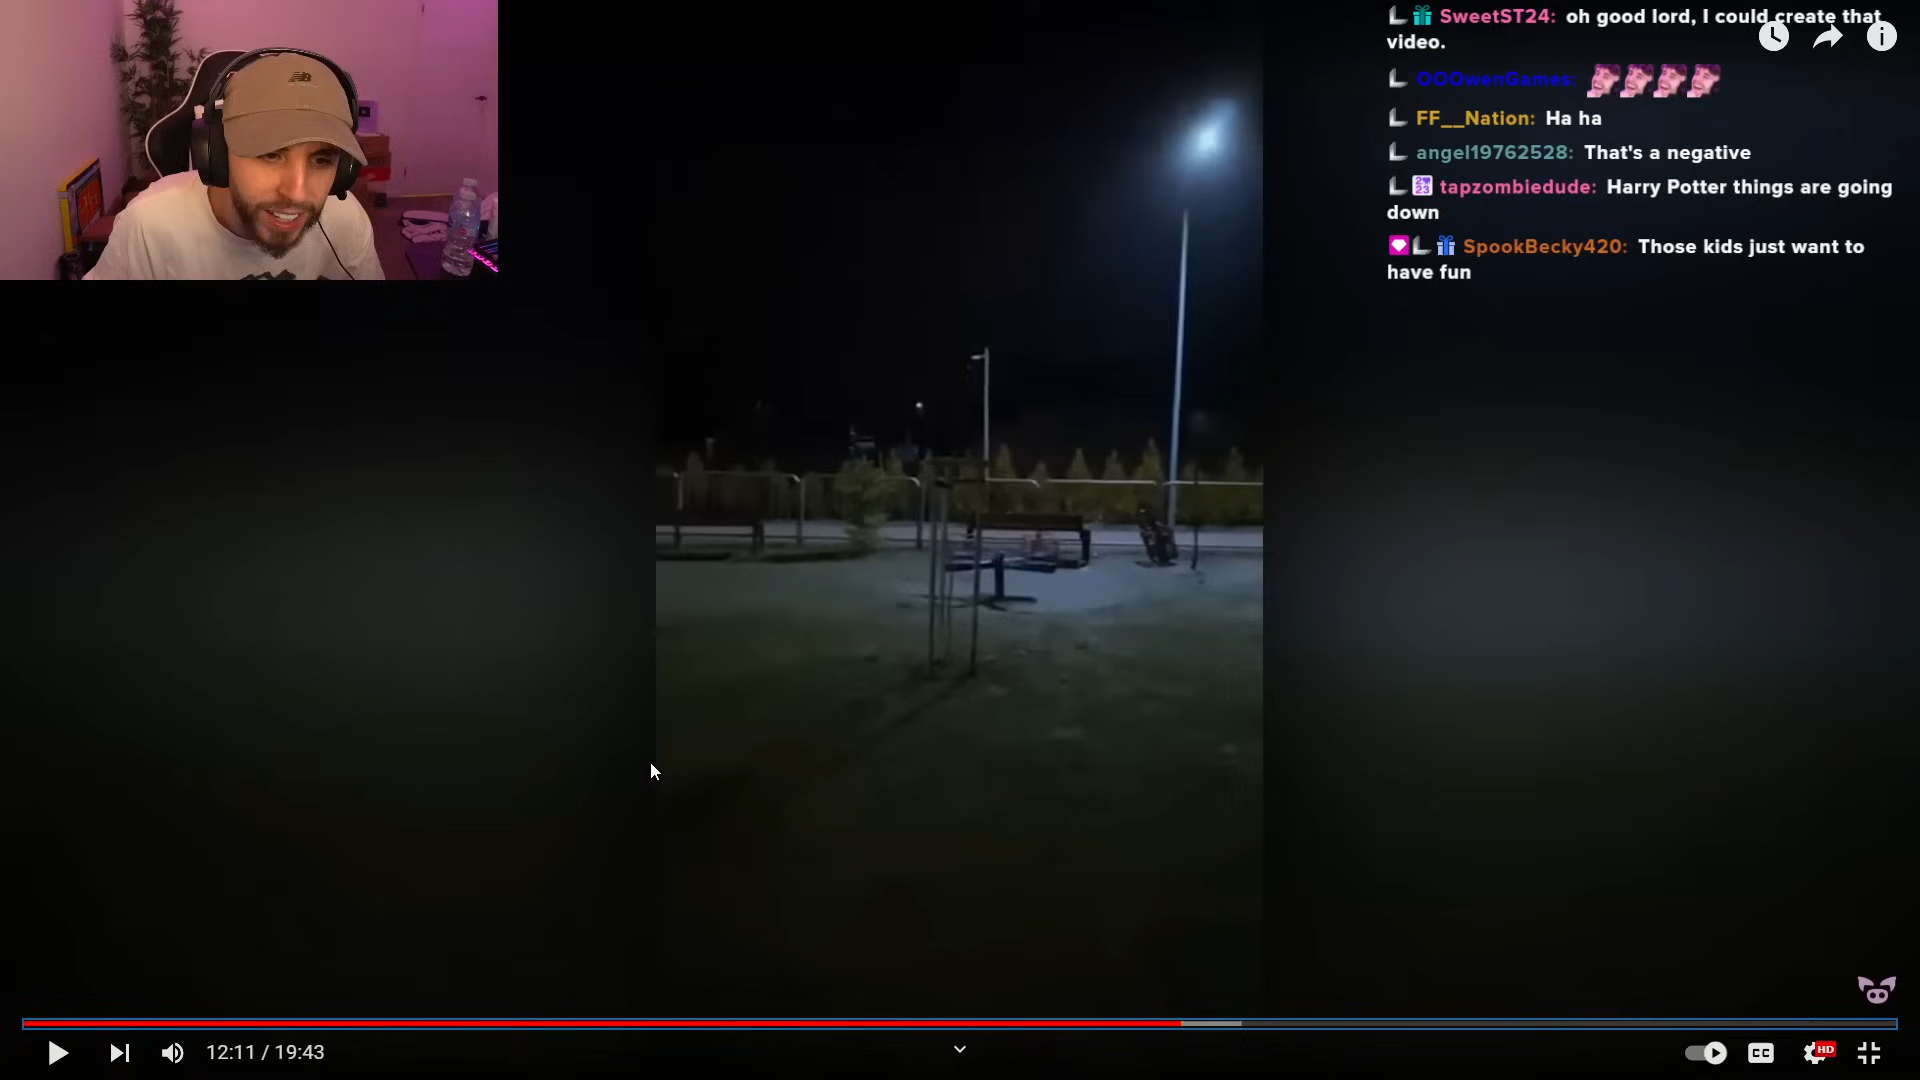 SweetST24: oh good lord, I could create that
video.
OOOwenGames:
FF__Nation: Ha ha
angel19762528: That's a negative
tapzombiedude: Harry Potter things are going
down
SpookBecky420: Those kids just want to
have fun
12:11 / 19:43
CC
HD